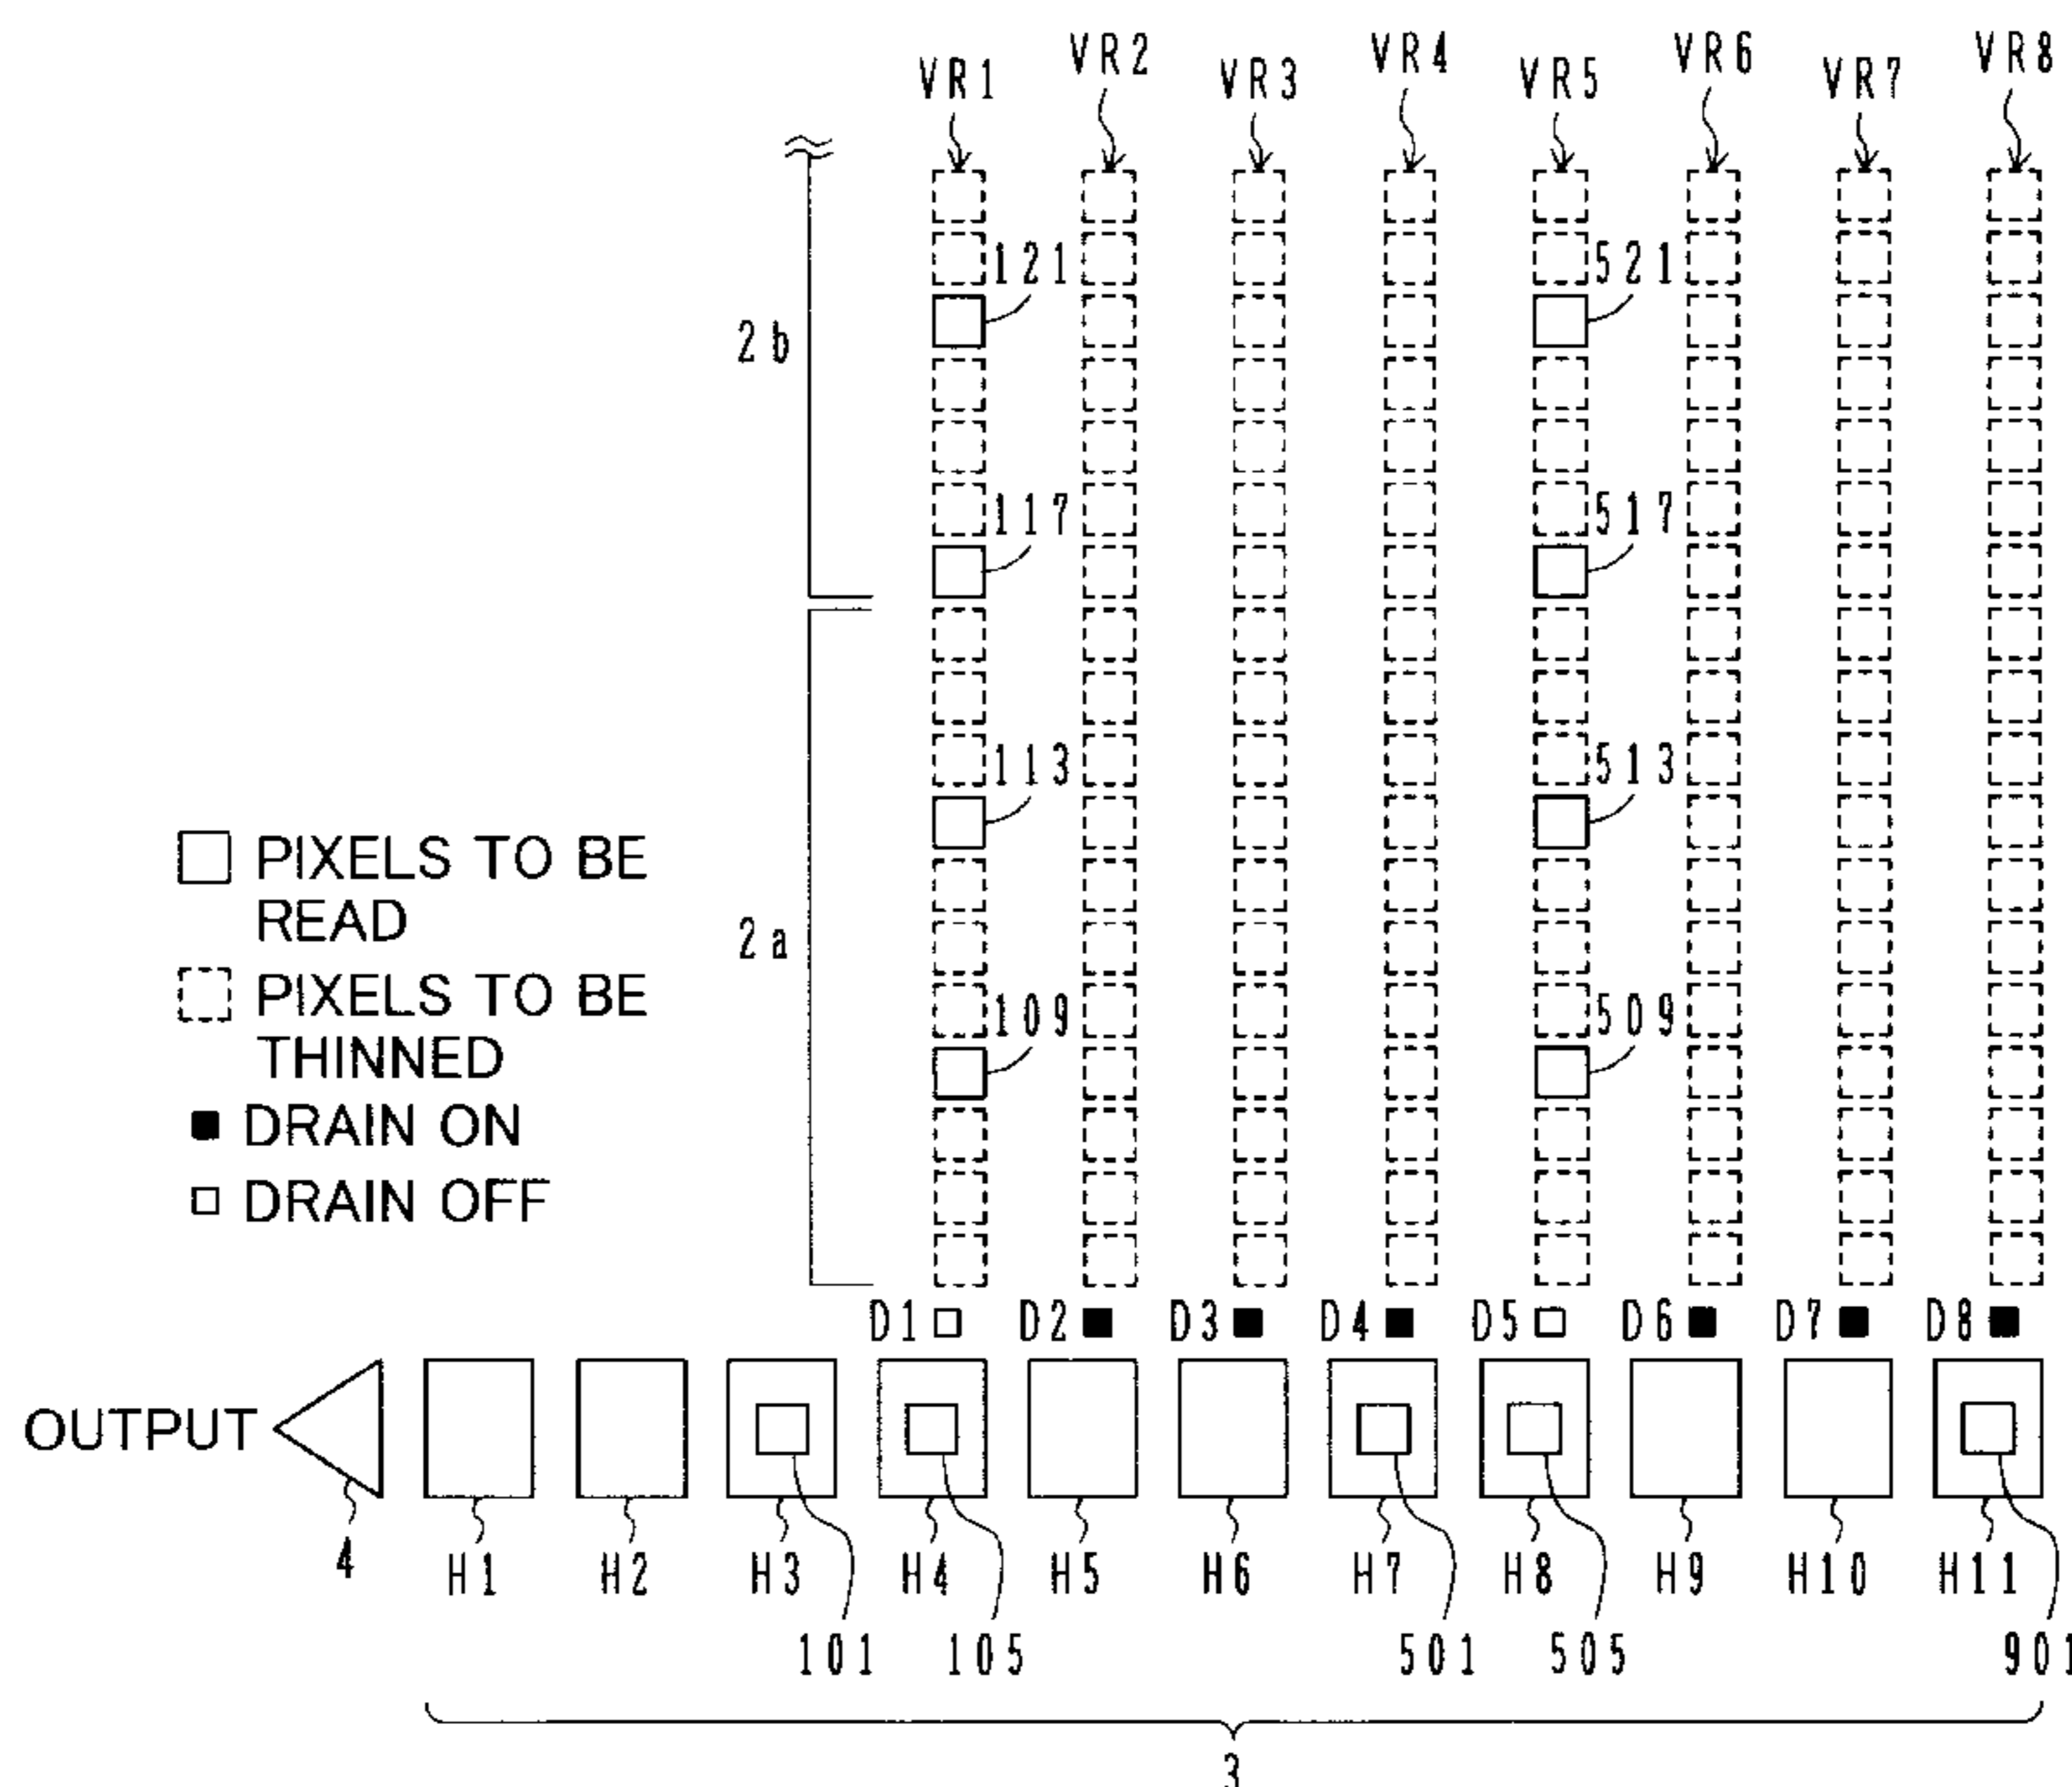 VR1 VR2 VR3 VR4 VR5 VR6 VR7 VR8
121 521
2b
117 517
113 513
PIXELS TO BE
READ
2a
PIXELS TO BE
THINNED
109 509
DRAIN ON
DRAIN OFF
D1 D2 D3 D4 D5 D6 D7 D8
OUTPUT
4 H1 H2 H3 H4 H5 H6 H7 H8 H9 H10 H11
101 105 501 505 901
3